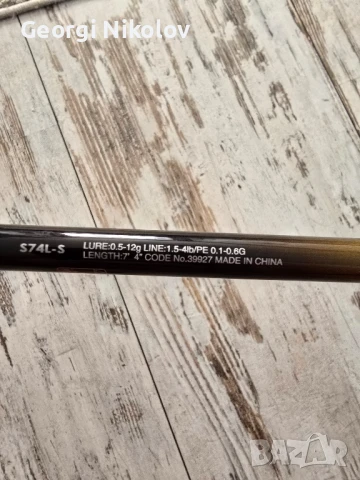 Georgi Nikolov
S74L-S
LURE:0.5-12g LINE:1.5-4lb/PE 0.1-0.6G
LENGTH:7' 4" CODE No.39927 MADE IN CHINA
BAZAR